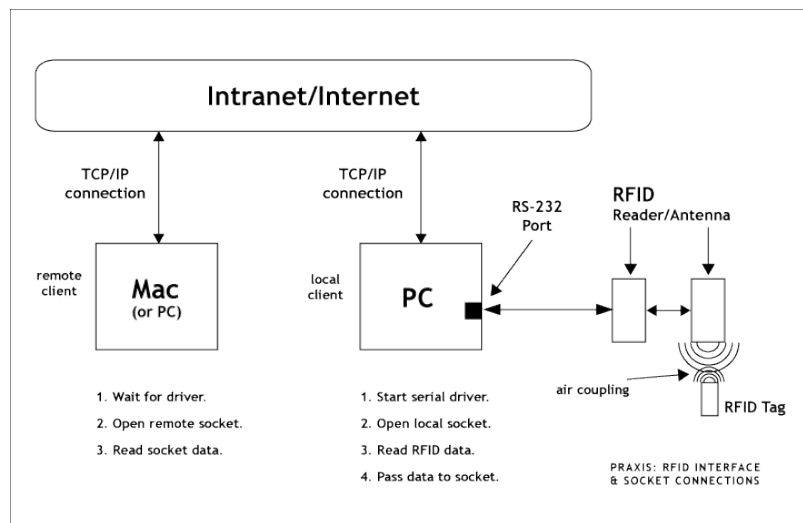 Intranet/Internet
TCP/IP
connection
TCP/IP
connection
RS-232
Port
RFID
Reader/Antenna
remote
client
Mac
(or PC)
local
client
PC
air coupling
RFID Tag
1. Wait for driver.
2. Open remote socket.
3. Read socket data.
1. Start serial driver.
2. Open local socket.
3. Read RFID data.
4. Pass data to socket.
PRAXIS: RFID INTERFACE
& SOCKET CONNECTIONS